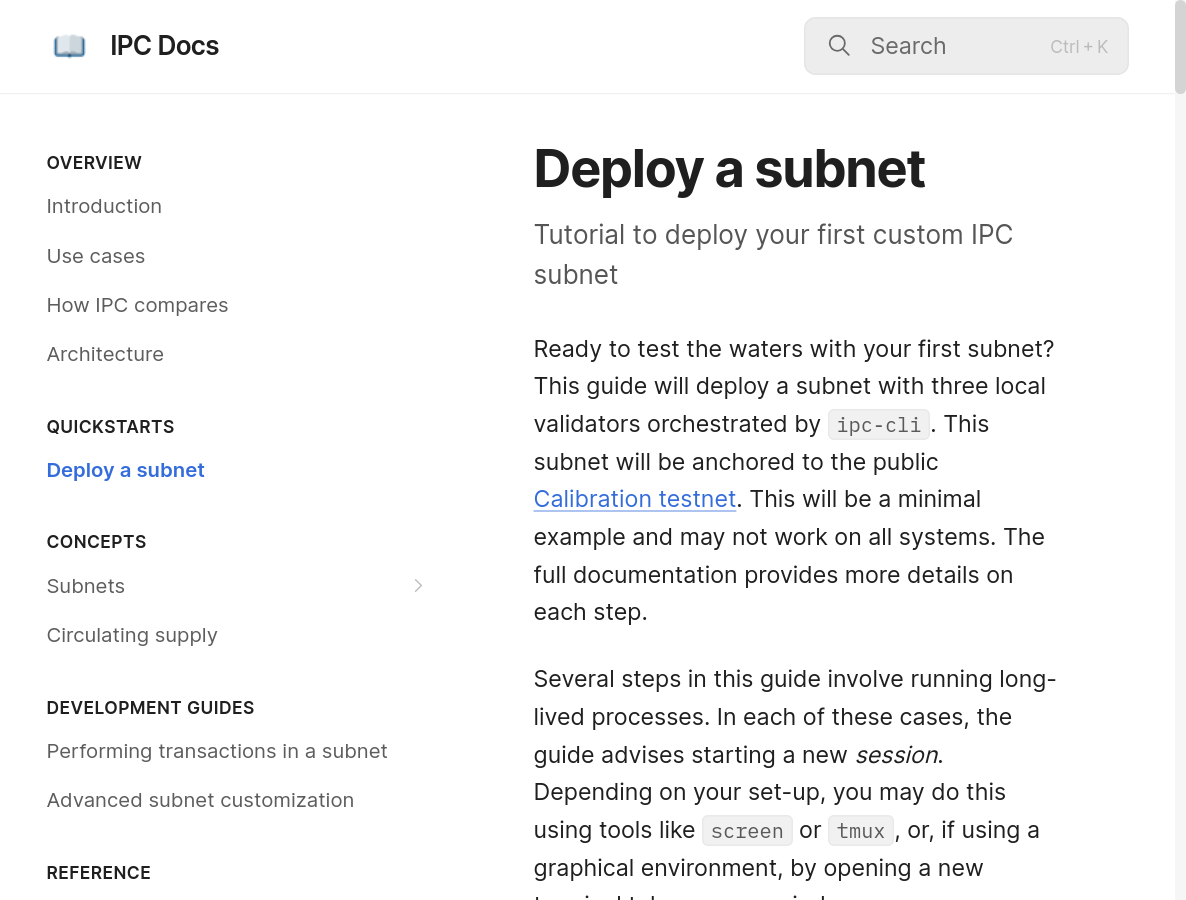 IPC Docs
Search
Ctrl + K
OVERVIEW
Introduction
Use cases
How IPC compares
Architecture
QUICKSTARTS
Deploy a subnet
CONCEPTS
Subnets
Circulating supply
DEVELOPMENT GUIDES
Performing transactions in a subnet
Advanced subnet customization
REFERENCE
Deploy a subnet
Tutorial to deploy your first custom IPC
subnet
Ready to test the waters with your first subnet?
This guide will deploy a subnet with three local
validators orchestrated by ipc-cli. This
subnet will be anchored to the public
Calibration testnet. This will be a minimal
example and may not work on all systems. The
full documentation provides more details on
each step.
Several steps in this guide involve running long-
lived processes. In each of these cases, the
guide advises starting a new session.
Depending on your set-up, you may do this
using tools like screen or tmux, or, if using a
graphical environment, by opening a new